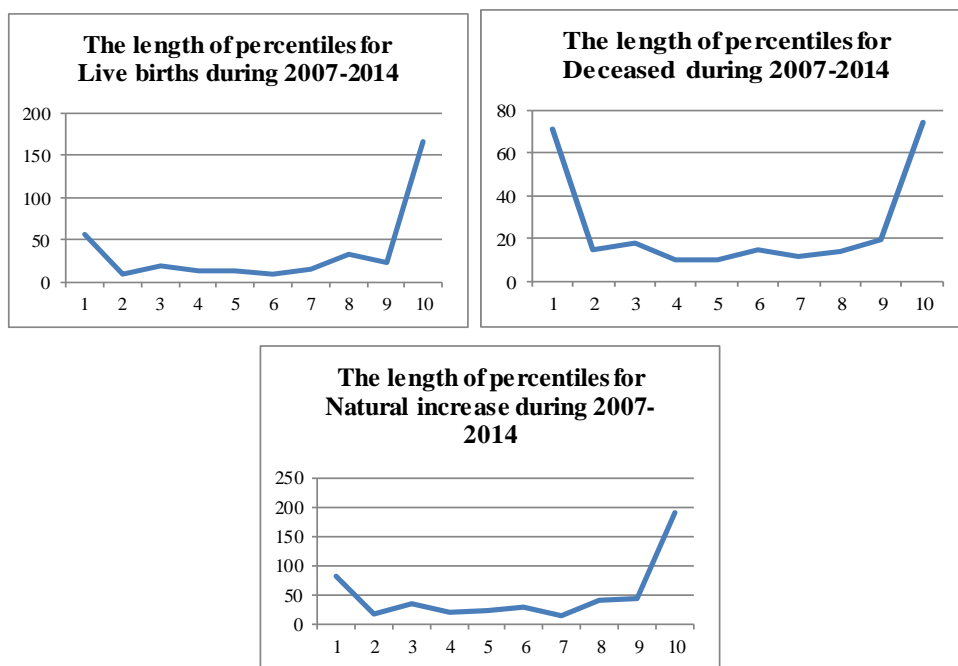 The length of percentiles for
Live births during 2007-2014
200
150
100
50
0
1 2 3 4 5 6 7 8 9 10
The length of percentiles for
Deceased during 2007-2014
80
60
40
20
0
1 2 3 4 5 6 7 8 9 10
The length of percentiles for
Natural increase during 2007-
2014
250
200
150
100
50
0
1 2 3 4 5 6 7 8 9 10